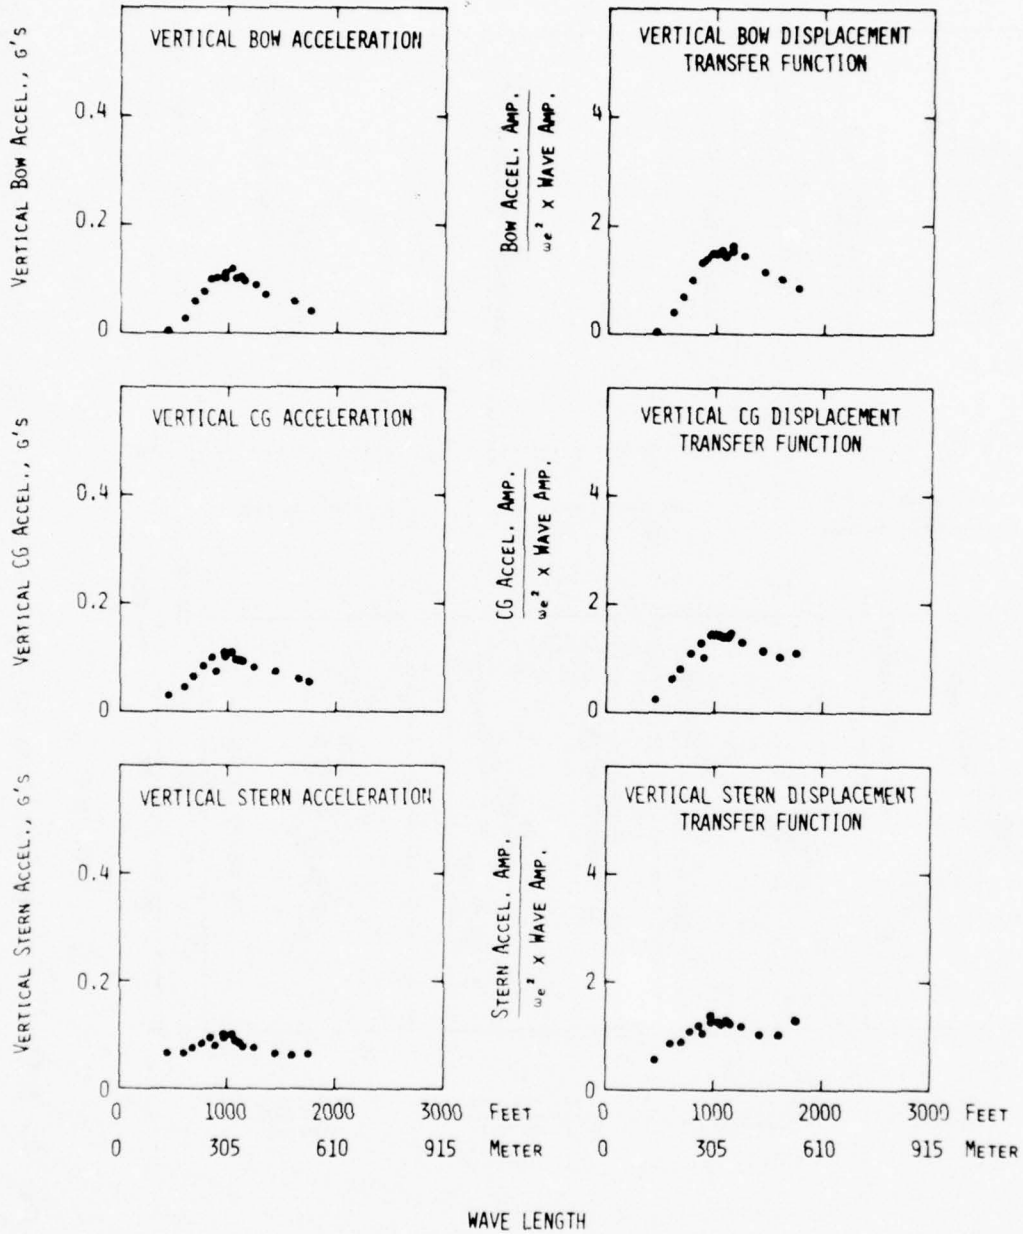 VERTICAL BOW ACCELERATION
VERTICAL BOW ACCEL., G'S
0.4
0.2
0
VERTICAL BOW DISPLACEMENT
TRANSFER FUNCTION
BOW ACCEL. AMP.
ωe² X WAVE AMP.
4
2
0
VERTICAL CG ACCELERATION
VERTICAL CG ACCEL., G'S
0.4
0.2
0
VERTICAL CG DISPLACEMENT
TRANSFER FUNCTION
CG ACCEL. AMP.
ωe² X WAVE AMP.
4
2
0
VERTICAL STERN ACCELERATION
VERTICAL STERN ACCEL., G'S
0.4
0.2
0
VERTICAL STERN DISPLACEMENT
TRANSFER FUNCTION
STERN ACCEL. AMP.
ωe² X WAVE AMP.
4
2
0
0 1000 2000 3000 FEET
0 305 610 915 METER
0 1000 2000 3000 FEET
0 305 610 915 METER
WAVE LENGTH